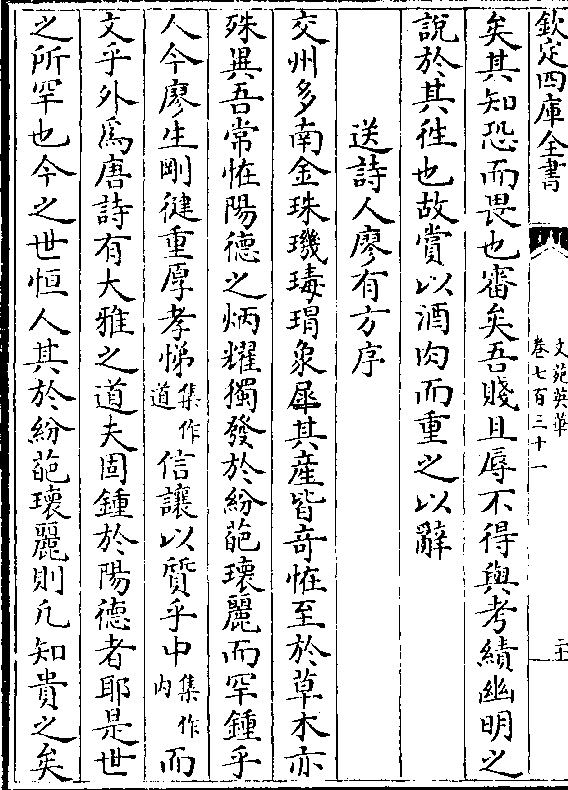 欽定四庫全書
文苑英華
卷七百三十一
二十
矣其知恐而畏也審矣吾賤且辱不得與考績幽明之
說於其徃也故賞以酒肉而重之以辭
送詩人廖有方序
交州多南金珠璣瑇瑁象犀其産皆竒恠至於草木亦
殊異吾常恠陽德之炳耀獨發於紛葩瓌麗而罕鍾乎
人今廖生剛健重厚孝悌集作道信讓以質乎中集作内而
文乎外爲唐詩有大雅之道夫固鍾於陽德者耶是世
之所罕也今之世恒人其於紛葩瓌麗則凡知貴之矣